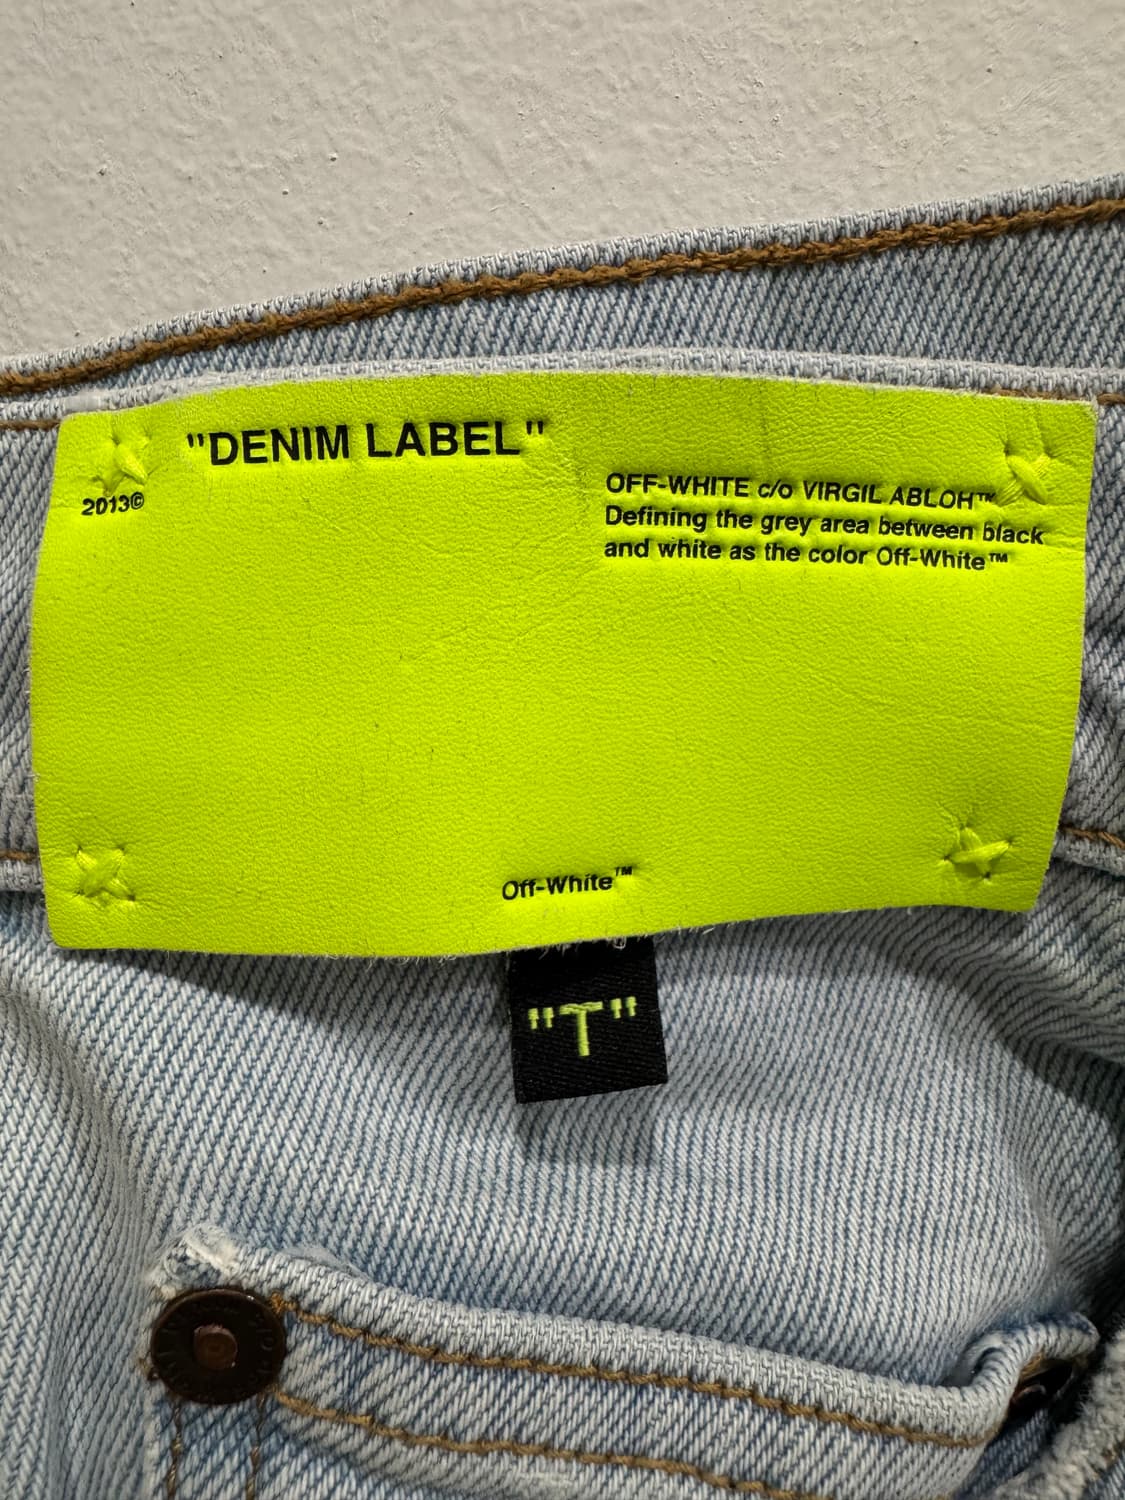 "DENIM LABEL"
2013©
OFF-WHITE c/o VIRGIL ABLOH™
Defining the grey area between black
and white as the color Off-White™
Off-White™
"T"